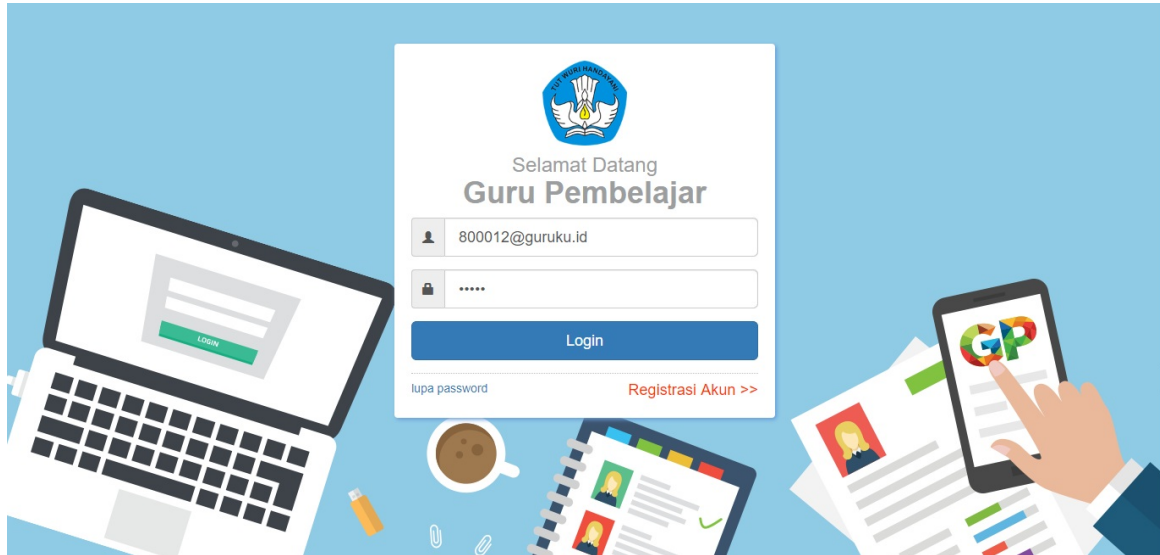 TUT WURI HANDAYANI
Selamat Datang
Guru Pembelajar
800012@guruku.id
•••••
Login
lupa password
Registrasi Akun >>
LOGIN
GP